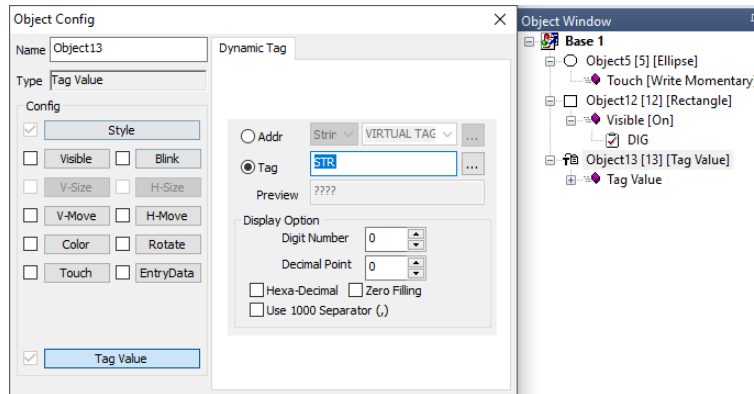 Object Config
Name Object13
Type Tag Value
Config
Style
Visible Blink
V-Size H-Size
V-Move H-Move
Color Rotate
Touch EntryData
Tag Value
Dynamic Tag
Addr Strir VIRTUAL TAG ...
Tag STR ...
Preview ????
Display Option
Digit Number 0
Decimal Point 0
Hexa-Decimal Zero Filling
Use 1000 Separator (,)
Object Window
Base 1
Object5 [5] [Ellipse]
Touch [Write Momentary]
Object12 [12] [Rectangle]
Visible [On]
DIG
Object13 [13] [Tag Value]
Tag Value